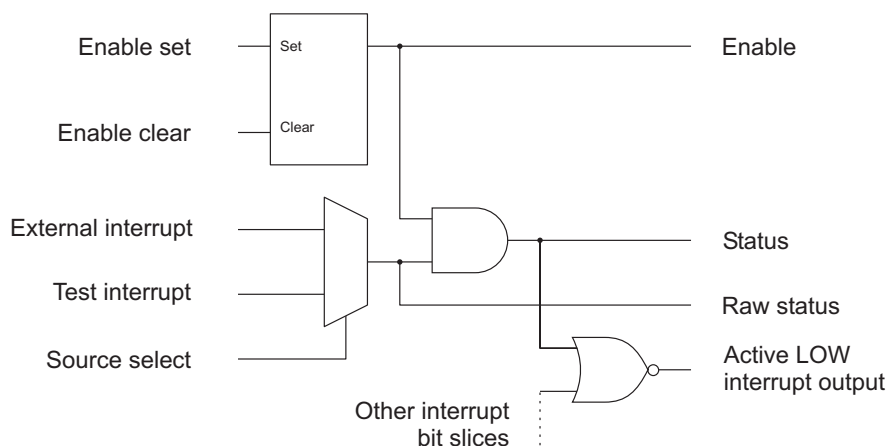 Enable set
Set
Enable
Enable clear
Clear
External interrupt
Status
Test interrupt
Raw status
Source select
Active LOW
interrupt output
Other interrupt
bit slices